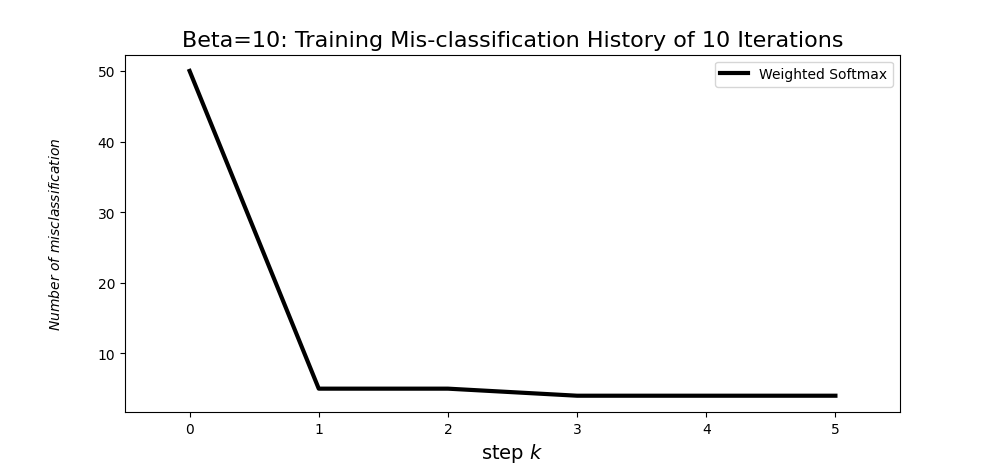 Beta=10: Training Mis-classification History of 10 Iterations
Weighted Softmax
Number of misclassification
50
40
30
20
10
0 1 2 3 4 5
step k